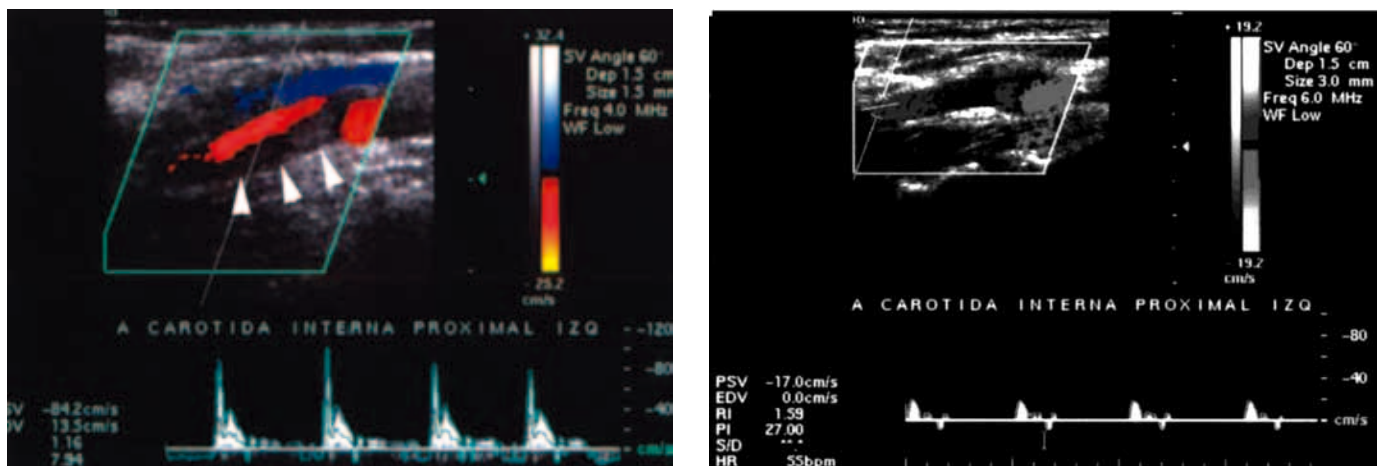 + 32.4
SV Angle 60°
Dep 1.5 cm
Size 1.5 mm
Freq 4.0 MHz
WF Low
- 25.2
cm/s
A CAROTIDA INTERNA PROXIMAL IZQ
-120
-80
-40
cm/s
SV -84.2cm/s
DV 13.5cm/s
1.16
7.94
+ 19.2
SV Angle 60°
Dep 1.5 cm
Size 3.0 mm
Freq 6.0 MHz
WF Low
- 19.2
cm/s
A CAROTIDA INTERNA PROXIMAL IZQ
-80
-40
cm/s
PSV -17.0cm/s
EDV 0.0cm/s
RI 1.59
PI 27.00
S/D
HR 55bpm